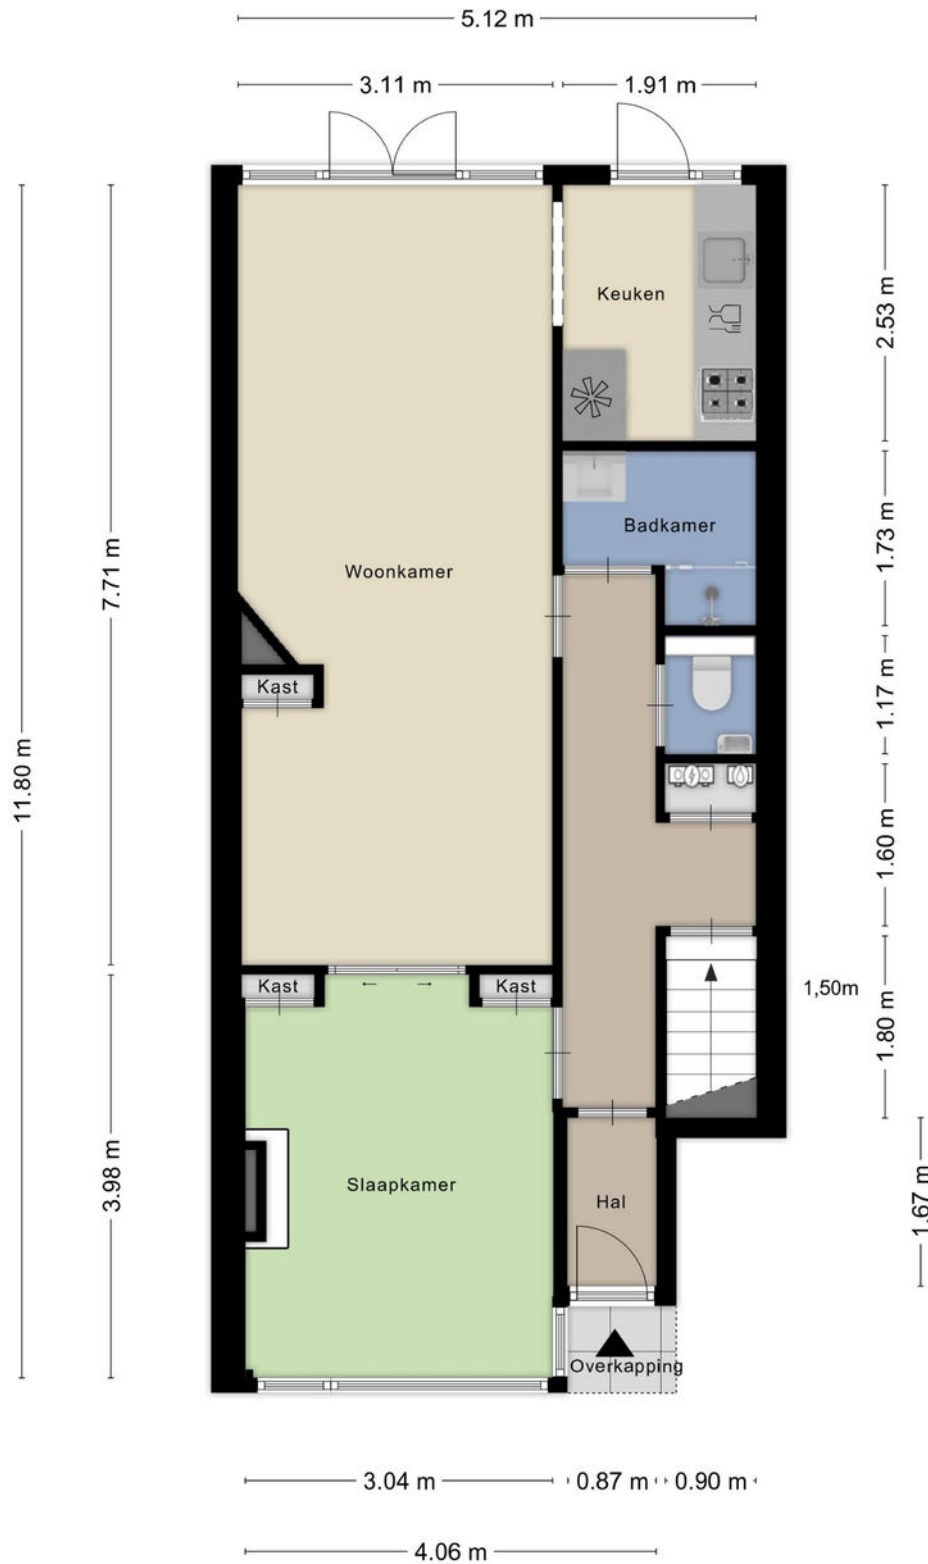 5.12 m
3.11 m
1.91 m
Keuken
2.53 m
Badkamer
1.73 m
Woonkamer
7.71 m
Kast
1.17 m
11.80 m
1.60 m
Kast
Kast
1,50m
1.80 m
Slaapkamer
3.98 m
Hal
1.67 m
Overkapping
3.04 m
0.87 m
0.90 m
4.06 m